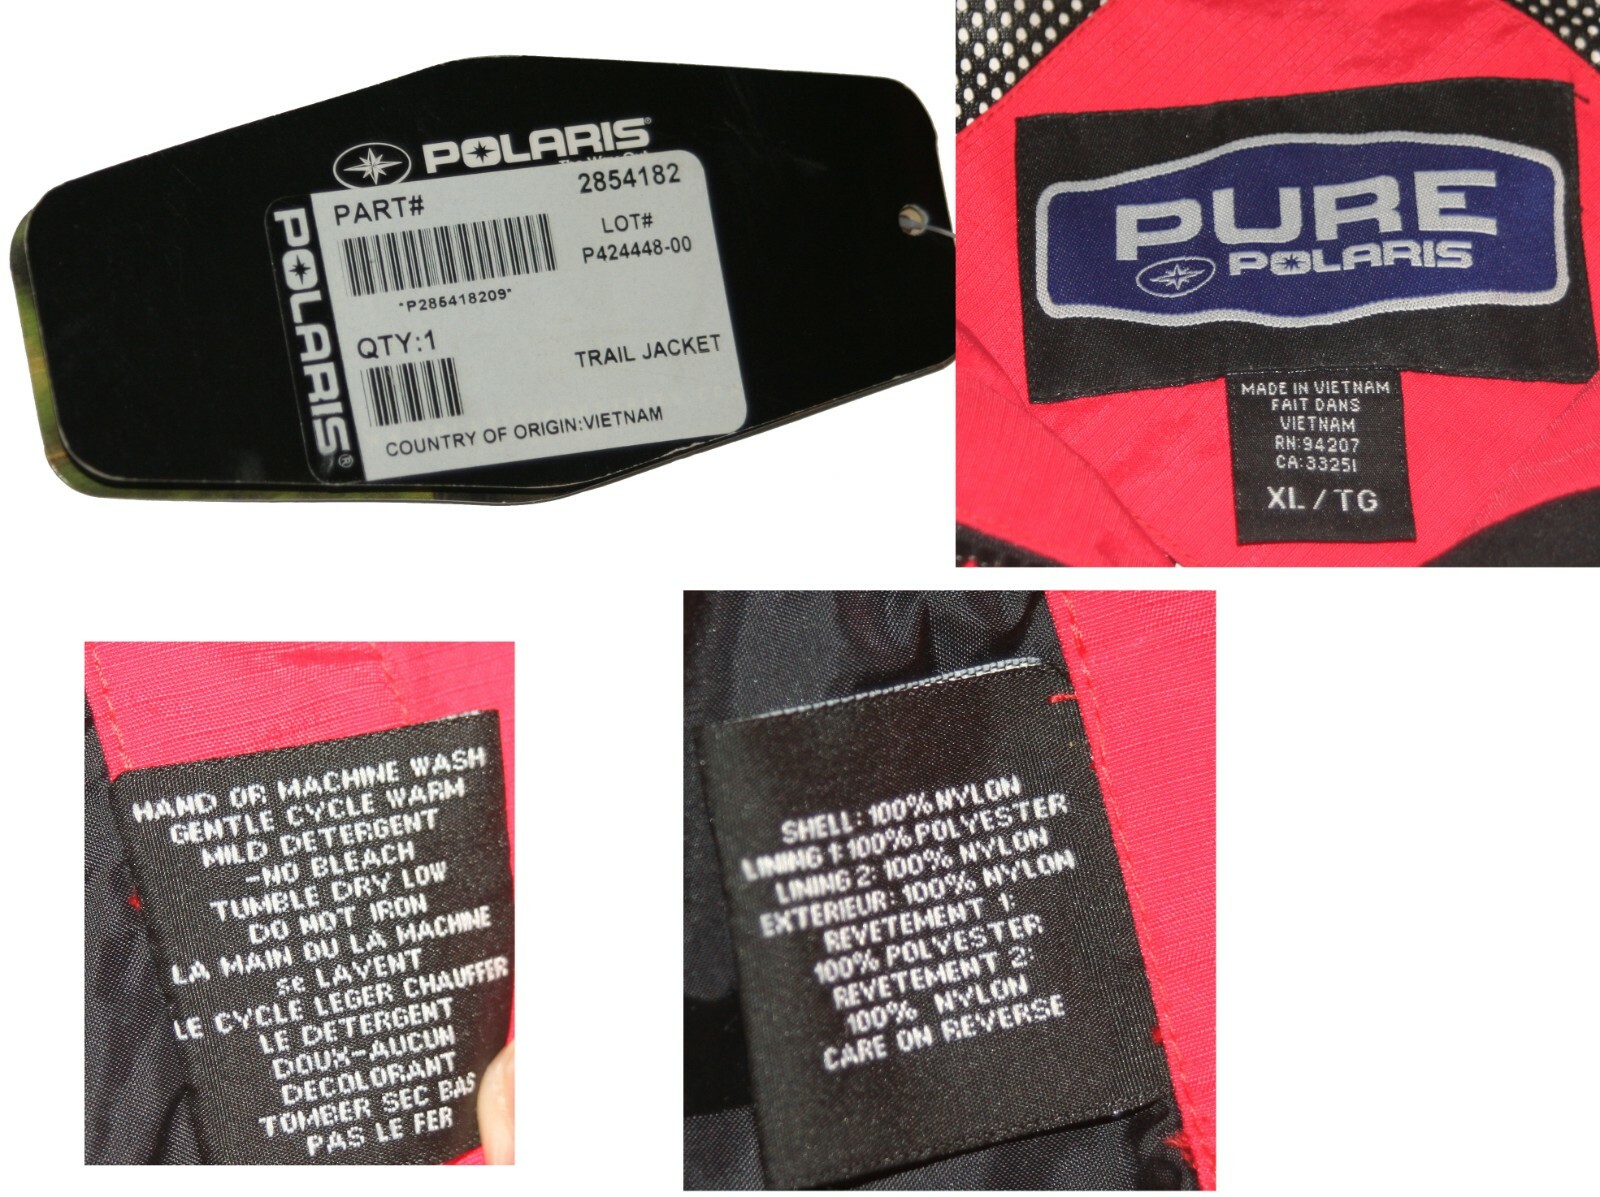 POLARIS®
PART#
2854182
LOT#
P424448-00
*P285418209*
QTY:1
TRAIL JACKET
COUNTRY OF ORIGIN:VIETNAM
POLARIS®
PURE
POLARIS
MADE IN VIETNAM
FAIT DANS
VIETNAM
RN:94207
CA:33251
XL / TG
HAND OR MACHINE WASH
GENTLE CYCLE WARM
MILD DETERGENT
-NO BLEACH
TUMBLE DRY LOW
DO NOT IRON
LA MAIN OU LA MACHINE
se LAVENT
LE CYCLE LEGER CHAUFFER
LE DETERGENT
DOUX-AUCUN
DECOLORANT
TOMBER SEC BAS
PAS LE FER
SHELL: 100% NYLON
LINING 1: 100% POLYESTER
LINING 2: 100% NYLON
EXTERIEUR: 100% NYLON
REVETEMENT 1:
100% POLYESTER
REVETEMENT 2:
100% NYLON
CARE ON REVERSE